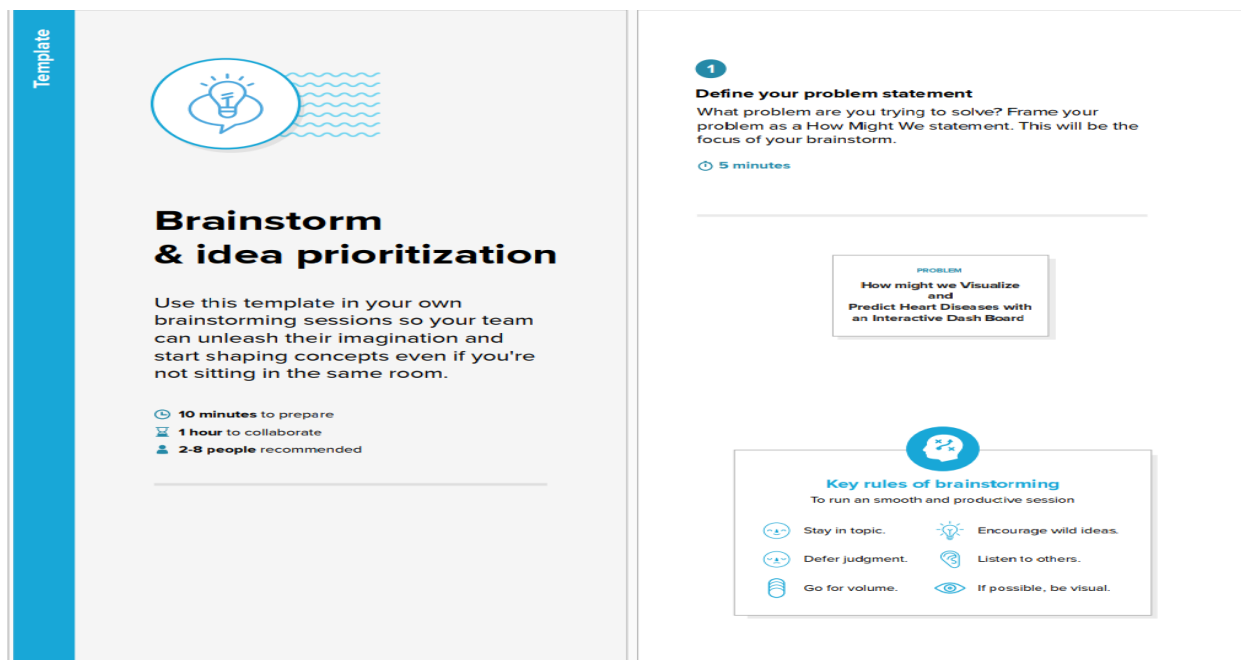 Template
Brainstorm
& idea prioritization
Use this template in your own
brainstorming sessions so your team
can unleash their imagination and
start shaping concepts even if you're
not sitting in the same room.
10 minutes to prepare
1 hour to collaborate
2-8 people recommended
1
Define your problem statement
What problem are you trying to solve? Frame your
problem as a How Might We statement. This will be the
focus of your brainstorm.
5 minutes
PROBLEM
How might we Visualize
and
Predict Heart Diseases with
an Interactive Dash Board
Key rules of brainstorming
To run an smooth and productive session
Stay in topic.
Encourage wild ideas.
Defer judgment.
Listen to others.
Go for volume.
If possible, be visual.